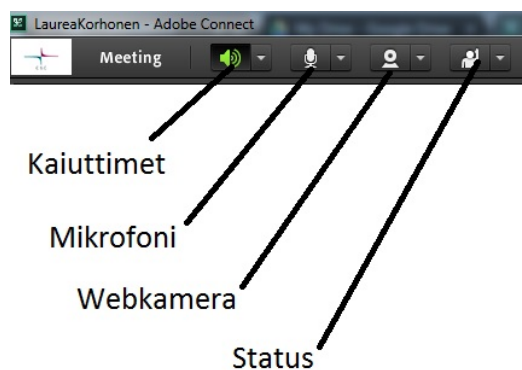 LaureaKorhonen - Adobe Connect
Meeting
Kaiuttimet
Mikrofoni
Webkamera
Status